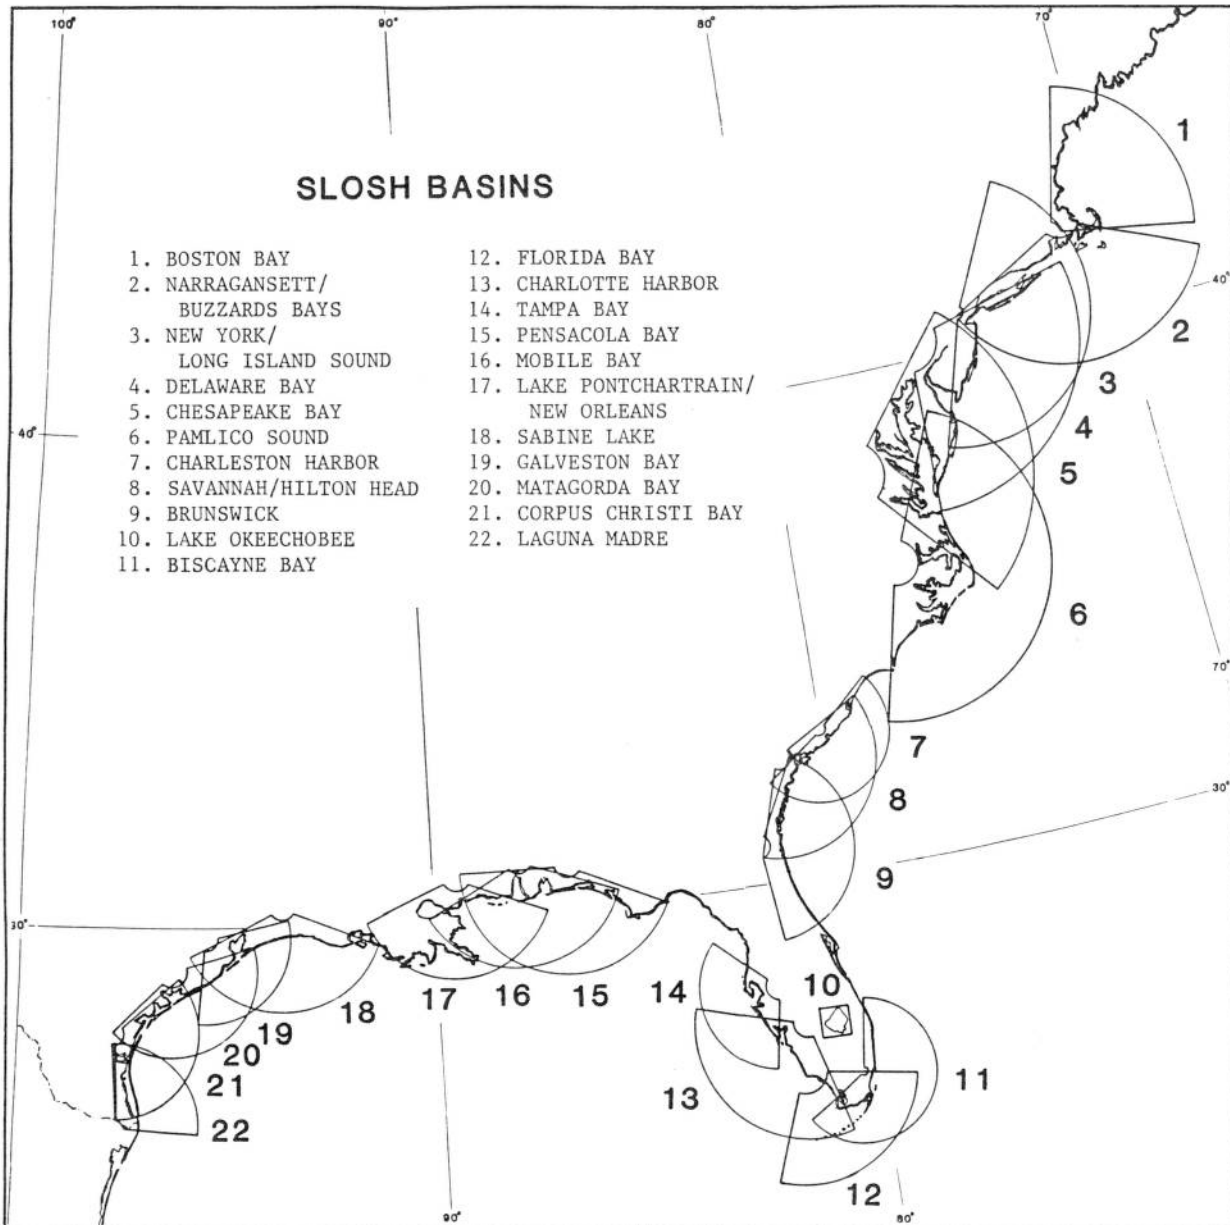 100° 90° 80° 70°
SLOSH BASINS
1. BOSTON BAY
2. NARRAGANSETT/
BUZZARDS BAYS
3. NEW YORK/
LONG ISLAND SOUND
4. DELAWARE BAY
5. CHESAPEAKE BAY
6. PAMLICO SOUND
7. CHARLESTON HARBOR
8. SAVANNAH/HILTON HEAD
9. BRUNSWICK
10. LAKE OKEECHOBEE
11. BISCAYNE BAY
12. FLORIDA BAY
13. CHARLOTTE HARBOR
14. TAMPA BAY
15. PENSACOLA BAY
16. MOBILE BAY
17. LAKE PONTCHARTRAIN/
NEW ORLEANS
18. SABINE LAKE
19. GALVESTON BAY
20. MATAGORDA BAY
21. CORPUS CHRISTI BAY
22. LAGUNA MADRE
1
40°
2
3
4
40°
5
6
70°
7
30°
8
9
30°
10
14
15
16
17
18
19
20
11
21
13
22
12
90°
80°